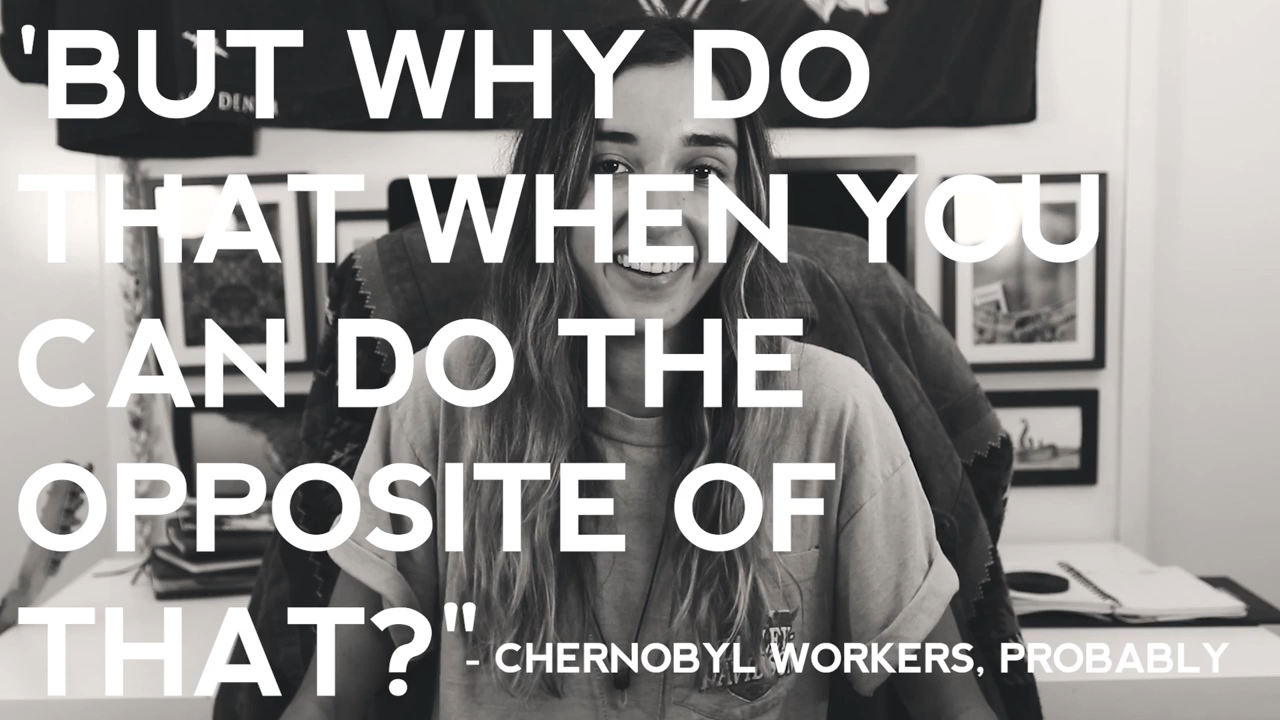 'BUT WHY DO
THAT WHEN YOU
CAN DO THE
OPPOSITE OF
THAT?"
- CHERNOBYL WORKERS, PROBABLY